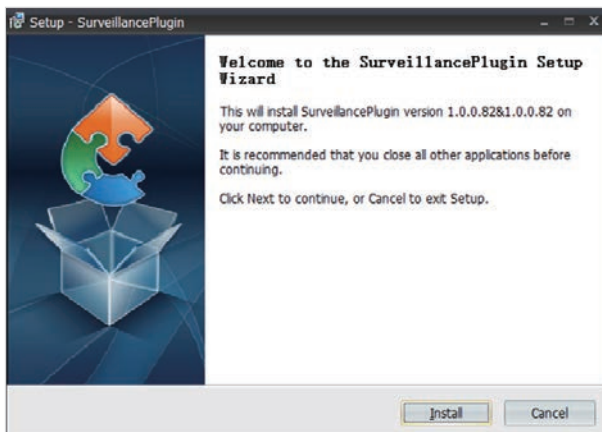 Setup - SurveillancePlugin
Welcome to the SurveillancePlugin Setup
Wizard
This will install SurveillancePlugin version 1.0.0.82&1.0.0.82 on
your computer.
It is recommended that you close all other applications before
continuing.
Click Next to continue, or Cancel to exit Setup.
Install
Cancel